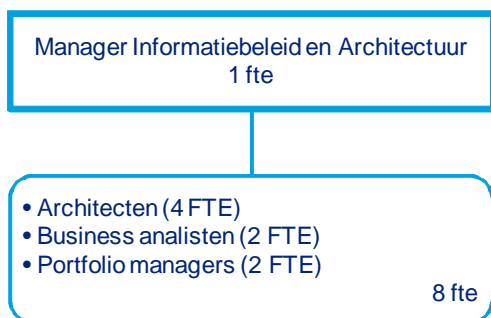 Manager Informatiebeleid en Architectuur
1 fte
• Architecten (4 FTE)
• Business analisten (2 FTE)
• Portfolio managers (2 FTE)
8 fte